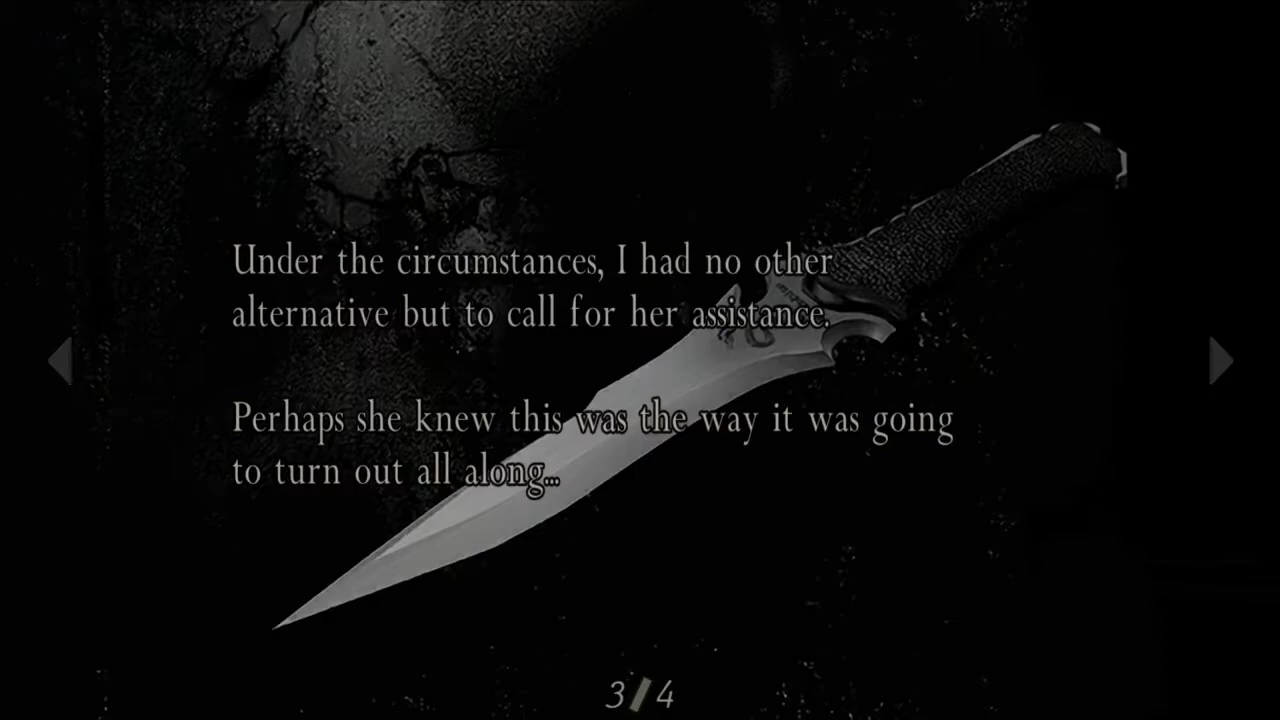 Under the circumstances, I had no other
alternative but to call for her assistance.
Perhaps she knew this was the way it was going
to turn out all along...
3/4